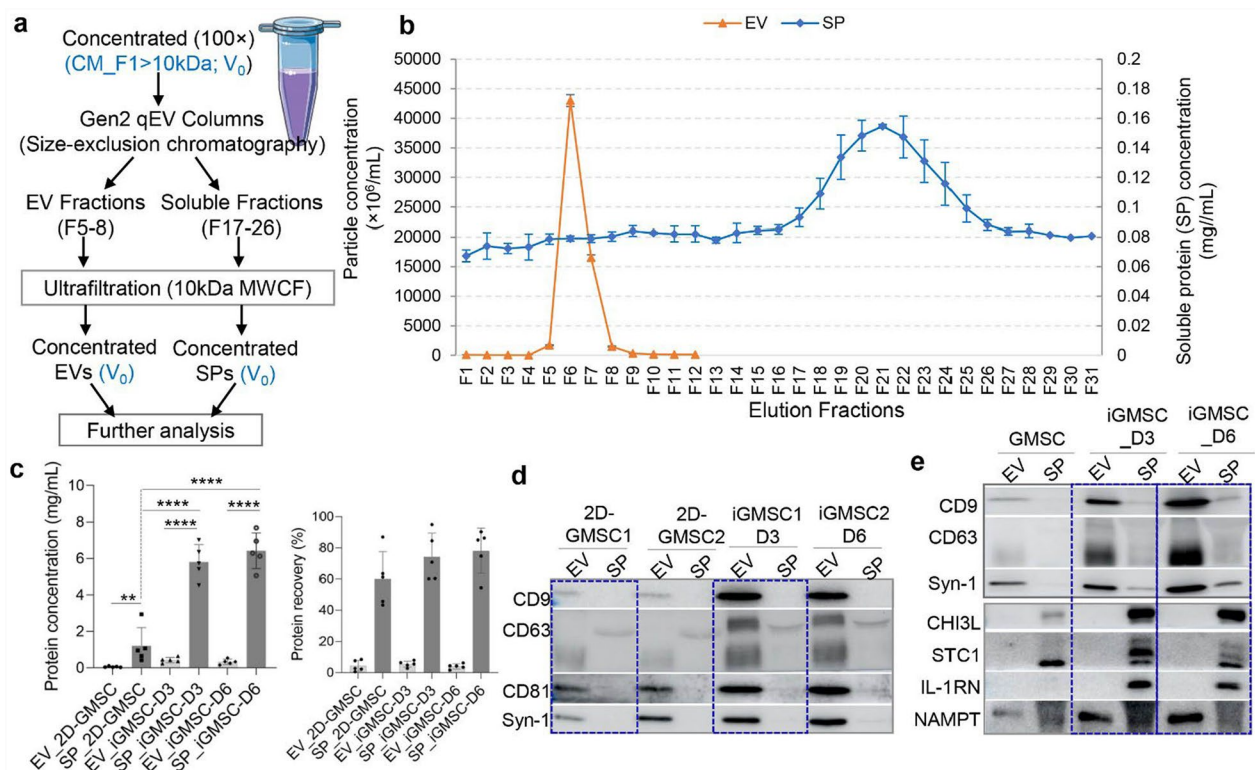 a
Concentrated (100×)
(CM_F1>10kDa; V0)
Gen2 qEV Columns
(Size-exclusion chromatography)
EV Fractions
(F5-8)
Soluble Fractions
(F17-26)
Ultrafiltration (10kDa MWCF)
Concentrated
EVs (V0)
Concentrated
SPs (V0)
Further analysis
b
EV
SP
Particle concentration
(×10⁶/mL)
50000
45000
40000
35000
30000
25000
20000
15000
10000
5000
0
0.2
0.18
0.16
0.14
0.12
0.1
0.08
0.06
0.04
0.02
0
Soluble protein (SP) concentration
(mg//mL)
F1
F2
F3
F4
F5
F6
F7
F8
F9
F10
F11
F12
F13
F14
F15
F16
F17
F18
F19
F20
F21
F22
F23
F24
F25
F26
F27
F28
F29
F30
F31
Elution Fractions
c
Protein concentration (mg/mL)
10
8
6
4
2
0
**
****
****
****
****
EV_2D-GMSC
SP_2D-GMSC
EV_iGMSC-D3
SP_iGMSC-D3
EV_iGMSC-D6
SP_iGMSC-D6
Protein recovery (%)
100
80
60
40
20
0
EV_2D-GMSC
SP_2D-GMSC
EV_iGMSC-D3
SP_iGMSC-D3
EV_iGMSC-D6
SP_iGMSC-D6
d
2D-
GMSC1
2D-
GMSC2
iGMSC1
D3
iGMSC2
D6
EV SP EV SP EV SP EV SP
CD9
CD63
CD81
Syn-1
e
GMSC
iGMSC
_D3
iGMSC
_D6
EV SP EV SP EV SP
CD9
CD63
Syn-1
CHI3L
STC1
IL-1RN
NAMPT